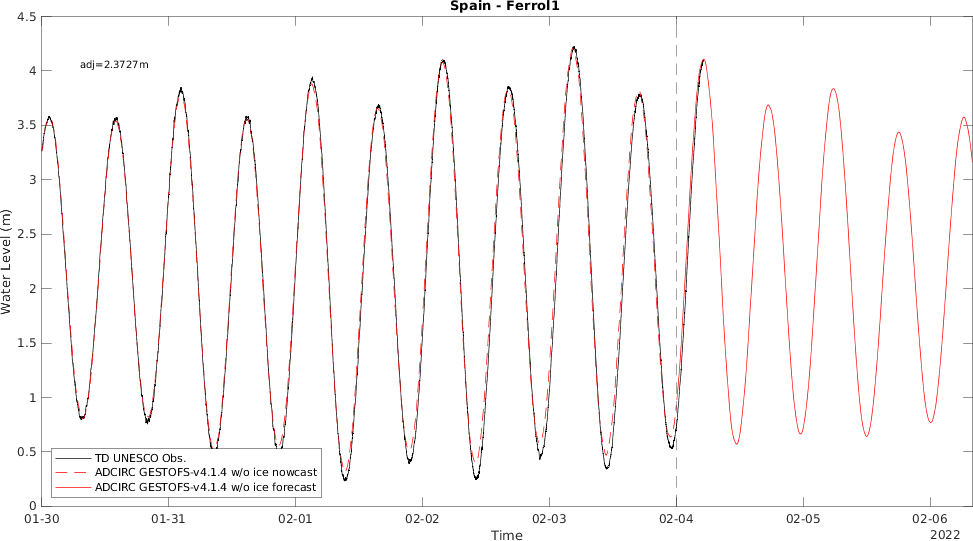 Spain - Ferrol1
4.5
4
3.5
3
2.5
2
1.5
1
0.5
0
Water Level (m)
adj=2.3727m
TD UNESCO Obs.
ADCIRC GESTOFS-v4.1.4 w/o ice nowcast
ADCIRC GESTOFS-v4.1.4 w/o ice forecast
01-30 01-31 02-01 02-02 02-03 02-04 02-05 02-06
Time
2022